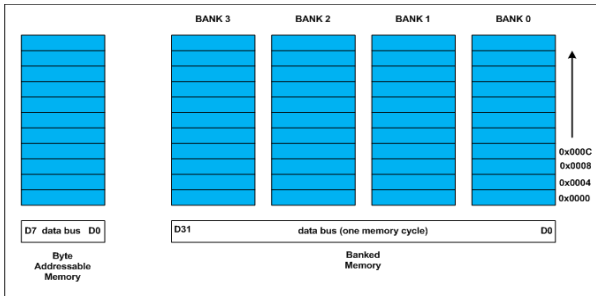 BANK 3 BANK 2 BANK 1 BANK 0
0x000C
0x0008
0x0004
0x0000
D7 data bus D0
D31 data bus (one memory cycle) D0
Byte
Addressable
Memory
Banked
Memory